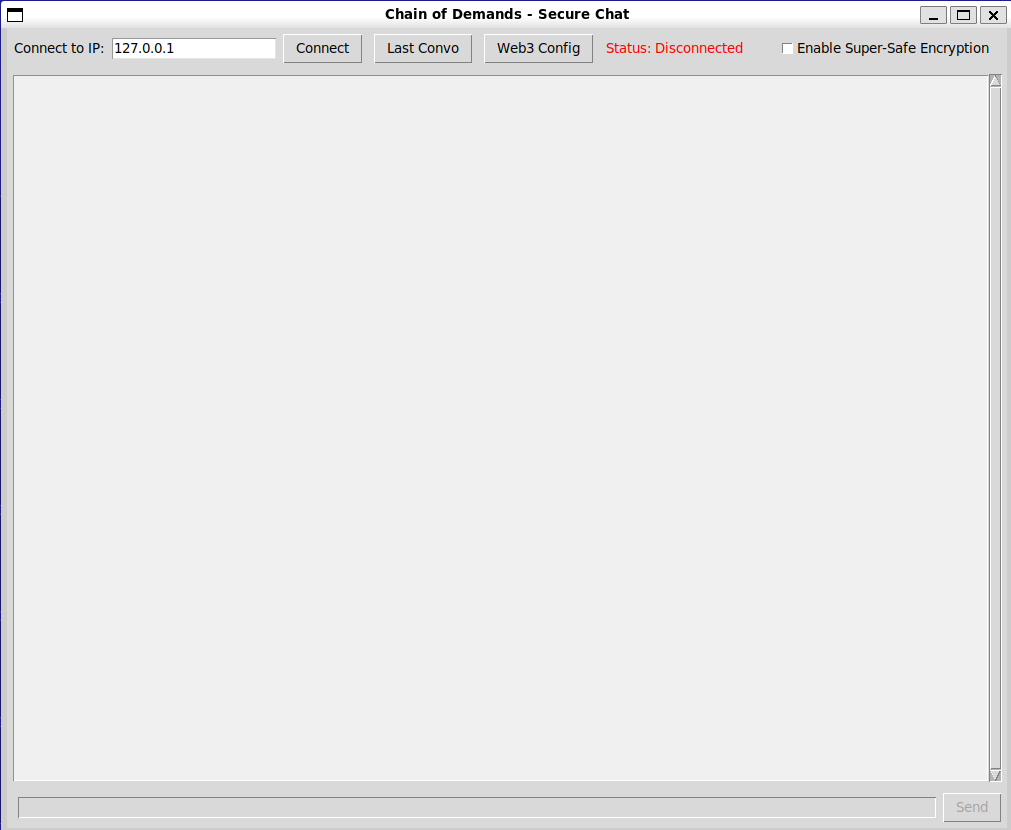 Chain of Demands - Secure Chat
Connect to IP: 127.0.0.1 Connect Last Convo Web3 Config Status: Disconnected Enable Super-Safe Encryption
Send